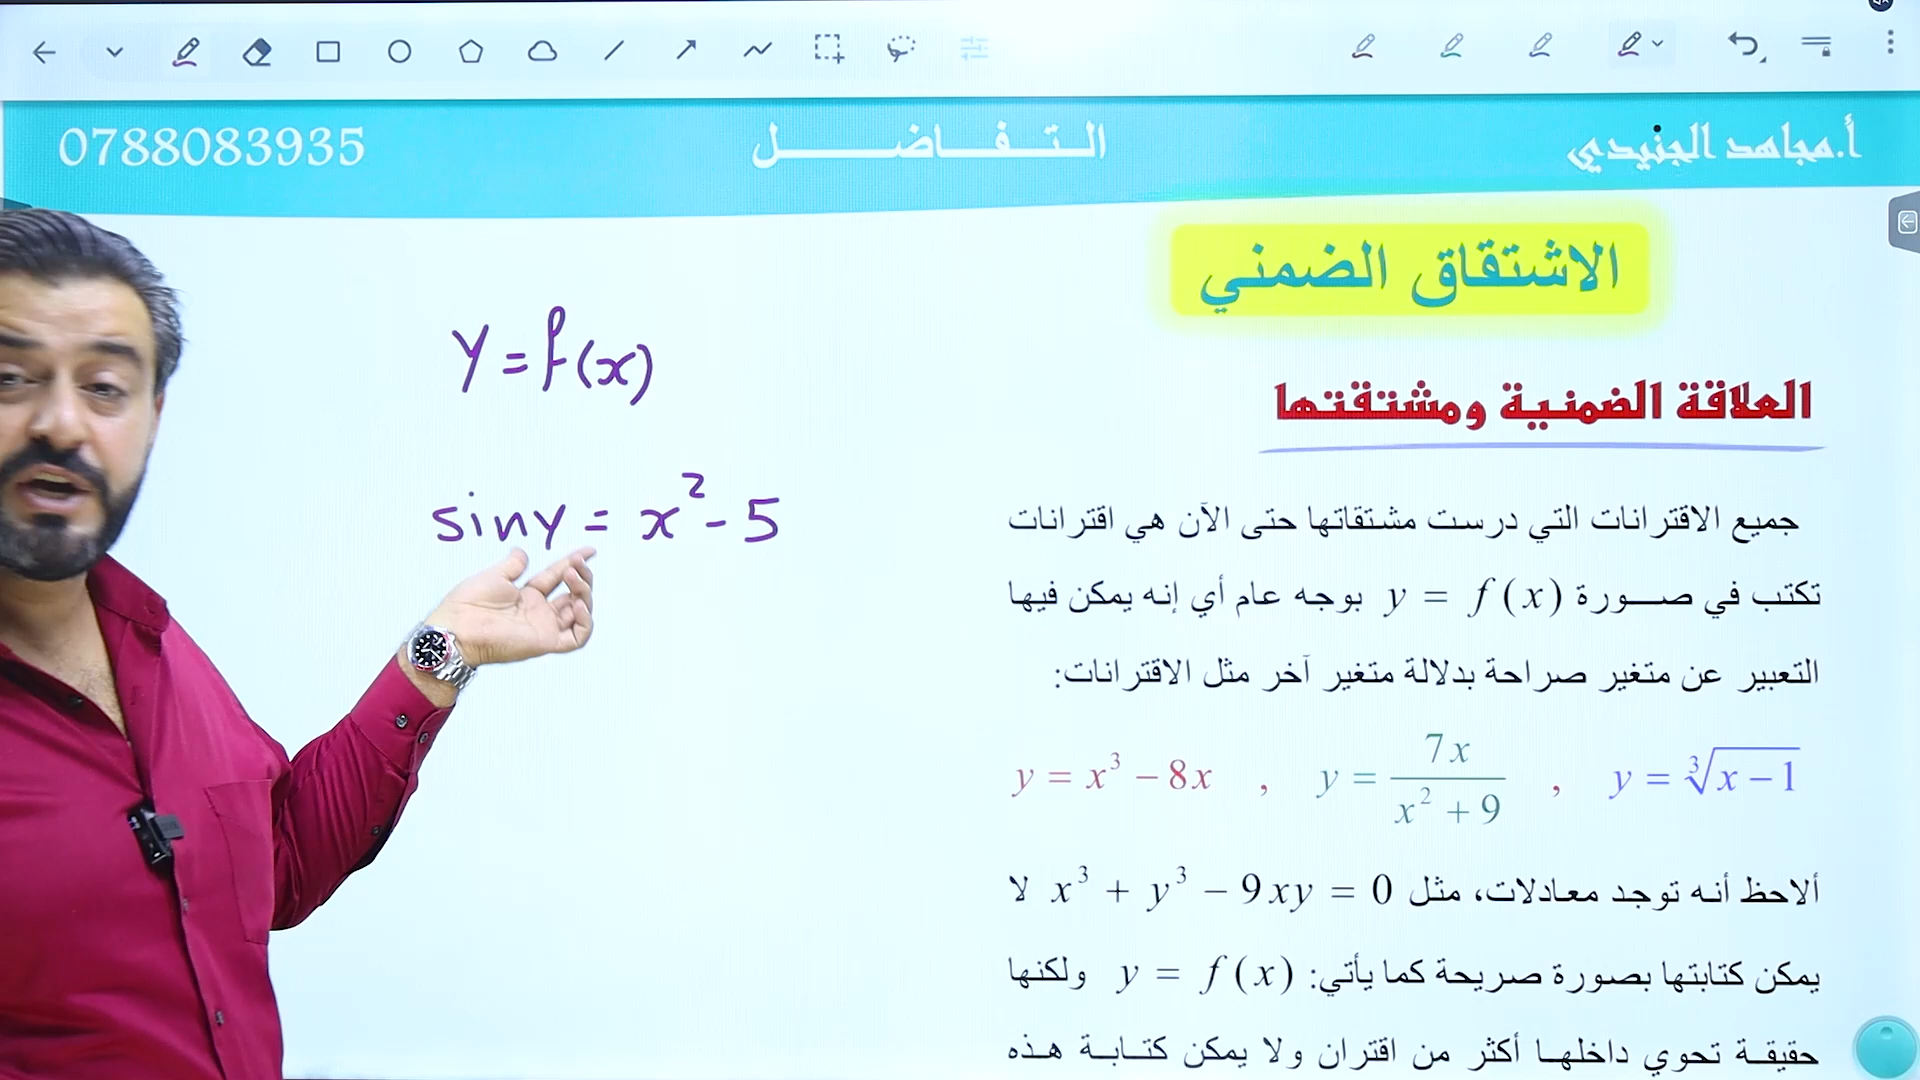 أ.مجاهد الجنيدي
التـفـاضـل
0788083935
الاشتقاق الضمني
العلاقة الضمنية ومشتقتها
جميع الاقترانات التي درست مشتقاتها حتى الآن هي اقترانات
تكتب في صورة y = f (x) بوجه عام أي إنه يمكن فيها
التعبير عن متغير صراحة بدلالة متغير آخر مثل الاقترانات:
y = x³ − 8x , y = 7x / (x² + 9) , y = ∛(x−1)
ألاحظ أنه توجد معادلات، مثل x³ + y³ − 9xy = 0 لا
يمكن كتابتها بصورة صريحة كما يأتي: y = f (x) ولكنها
حقيقة تحوي داخلها أكثر من اقتران ولا يمكن كتابة هذه
y = f(x)
sin y = x² - 5